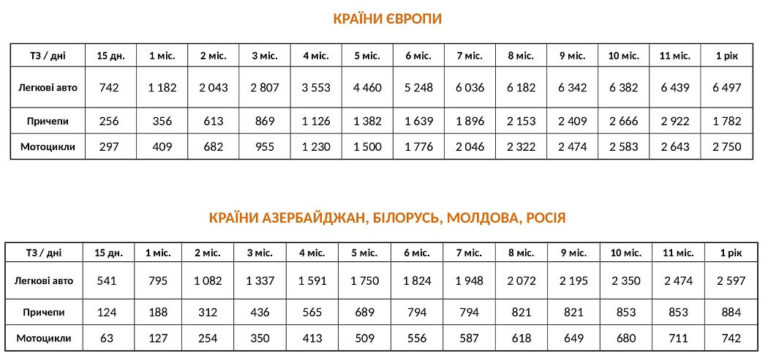 КРАЇНИ ЄВРОПИ
ТЗ / дні 15 дн. 1 міс. 2 міс. 3 міс. 4 міс. 5 міс. 6 міс. 7 міс. 8 міс. 9 міс. 10 міс. 11 міс. 1 рік
Легкові авто 742 1 182 2 043 2 807 3 553 4 460 5 248 6 036 6 182 6 342 6 382 6 439 6 497
Причепи 256 356 613 869 1 126 1 382 1 639 1 896 2 153 2 409 2 666 2 922 1 782
Мотоцикли 297 409 682 955 1 230 1 500 1 776 2 046 2 322 2 474 2 583 2 643 2 750
КРАЇНИ АЗЕРБАЙДЖАН, БІЛОРУСЬ, МОЛДОВА, РОСІЯ
ТЗ / дні 15 дн. 1 міс. 2 міс. 3 міс. 4 міс. 5 міс. 6 міс. 7 міс. 8 міс. 9 міс. 10 міс. 11 міс. 1 рік
Легкові авто 541 795 1 082 1 337 1 591 1 750 1 824 1 948 2 072 2 195 2 350 2 474 2 597
Причепи 124 188 312 436 565 689 794 794 821 821 853 853 884
Мотоцикли 63 127 254 350 413 509 556 587 618 649 680 711 742